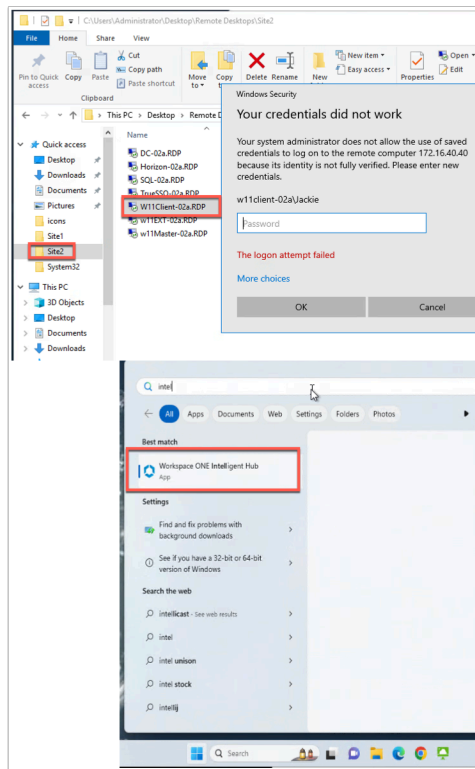 C:\Users\Administrator\Desktop\Remote Desktops\Site2
File Home Share View
Pin to Quick access
Copy
Paste
Cut
Copy path
Paste shortcut
Move to
Copy to
Delete
Rename
New
New item
Easy access
Properties
Open
Edit
Clipboard
This PC > Desktop > Remote D
Name
Quick access
Desktop
Downloads
Documents
Pictures
icons
Site1
Site2
System32
This PC
3D Objects
Desktop
Documents
Downloads
DC-02a.RDP
Horizon-02a.RDP
SQL-02a.RDP
TrueSSO-02a.RDP
W11Client-02a.RDP
w11EXT-02a.RDP
w11Master-02a.RDP
Windows Security
Your credentials did not work
Your system administrator does not allow the use of saved
credentials to log on to the remote computer 172.16.40.40
because its identity is not fully verified. Please enter new
credentials.
w11client-02a\Jackie
Password
The logon attempt failed
More choices
OK Cancel
intel
All Apps Documents Web Settings Folders Photos
Best match
Workspace ONE Intelligent Hub
App
Settings
Find and fix problems with
background downloads
See if you have a 32-bit or 64-bit
version of Windows
Search the web
intellicast - See web results
intel
intel unison
intel stock
intellij
Search